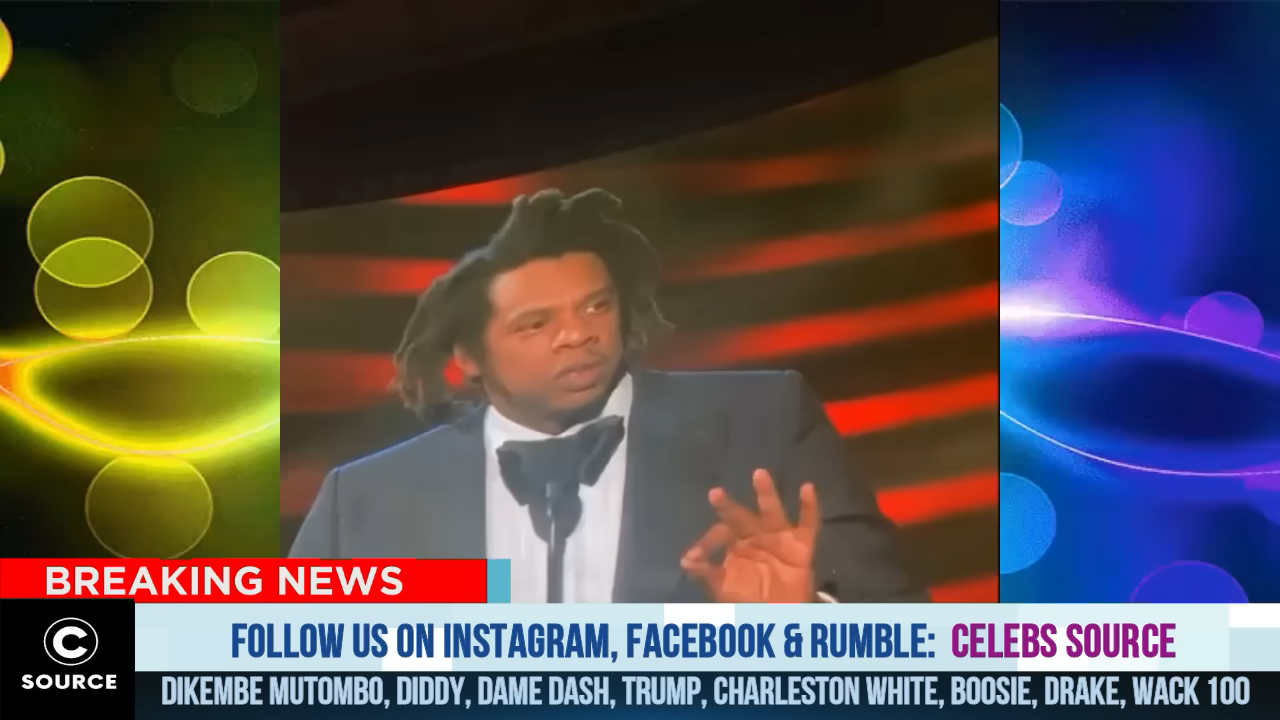 BREAKING NEWS
C
SOURCE
FOLLOW US ON INSTAGRAM, FACEBOOK & RUMBLE: CELEBS SOURCE
DIKEMBE MUTOMBO, DIDDY, DAME DASH, TRUMP, CHARLESTON WHITE, BOOSIE, DRAKE, WACK 100